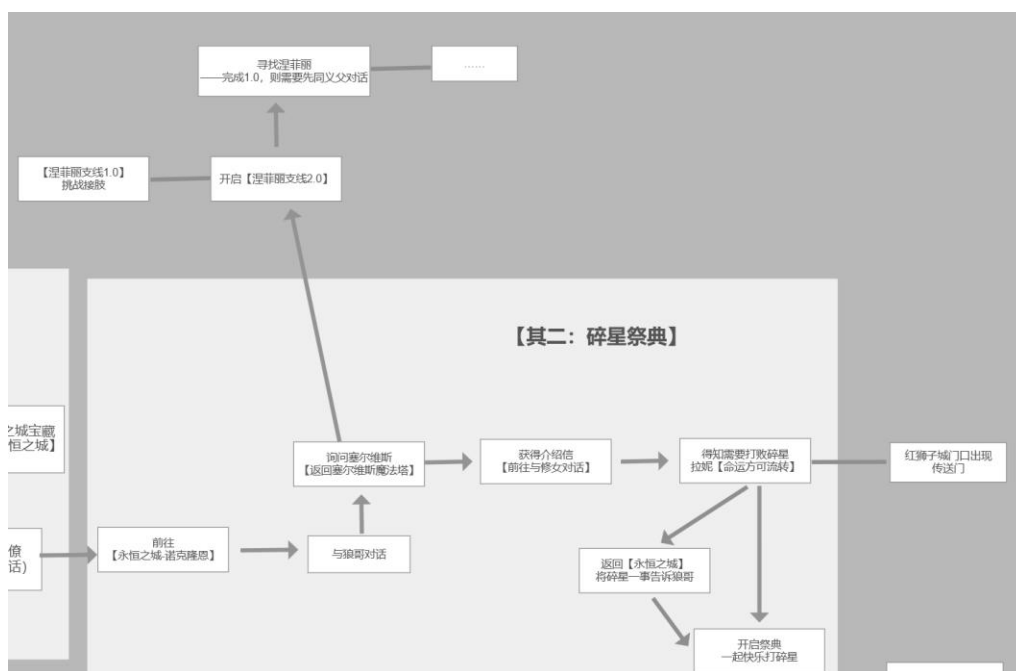 寻找涅菲丽
——完成1.0，则需要先同义父对话
……
【涅菲丽支线1.0】
挑战接肢
开启【涅菲丽支线2.0】
【其二：碎星祭典】
之城宝藏
恒之城】
询问塞尔维斯
【返回塞尔维斯魔法塔】
获得介绍信
【前往与修女对话】
得知需要打败碎星
拉妮【命运方可流转】
红狮子城门口出现
传送门
僚
话)
前往
【永恒之城-诺克隆恩】
与狼哥对话
返回【永恒之城】
将碎星一事告诉狼哥
开启祭典
一起快乐打碎星